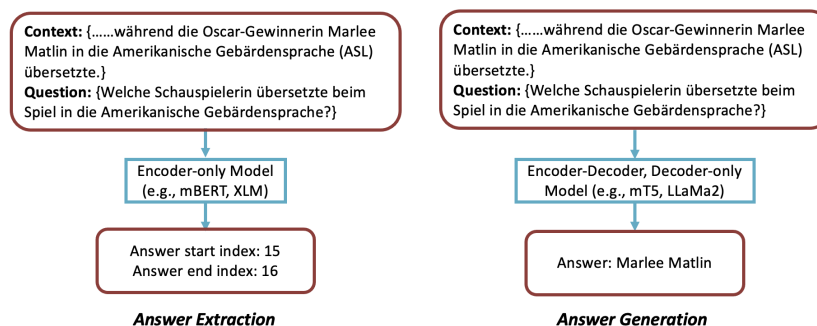 Context: {......während die Oscar-Gewinnerin Marlee
Matlin in die Amerikanische Gebärdensprache (ASL)
übersetzte.}
Question: {Welche Schauspielerin übersetzte beim
Spiel in die Amerikanische Gebärdensprache?}
Encoder-only Model
(e.g., mBERT, XLM)
Answer start index: 15
Answer end index: 16
Answer Extraction
Context: {......während die Oscar-Gewinnerin Marlee
Matlin in die Amerikanische Gebärdensprache (ASL)
übersetzte.}
Question: {Welche Schauspielerin übersetzte beim
Spiel in die Amerikanische Gebärdensprache?}
Encoder-Decoder, Decoder-only
Model (e.g., mT5, LLaMa2)
Answer: Marlee Matlin
Answer Generation